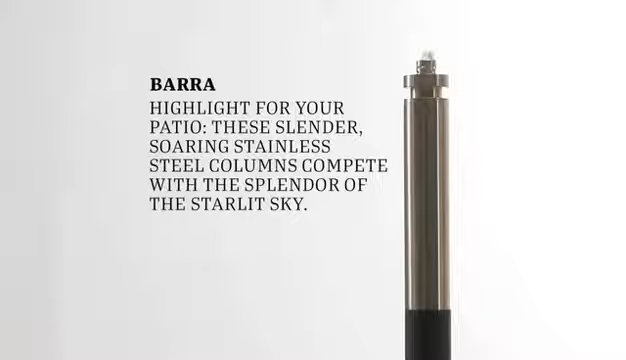 BARRA
HIGHLIGHT FOR YOUR
PATIO: THESE SLENDER,
SOARING STAINLESS
STEEL COLUMNS COMPETE
WITH THE SPLENDOR OF
THE STARLIT SKY.